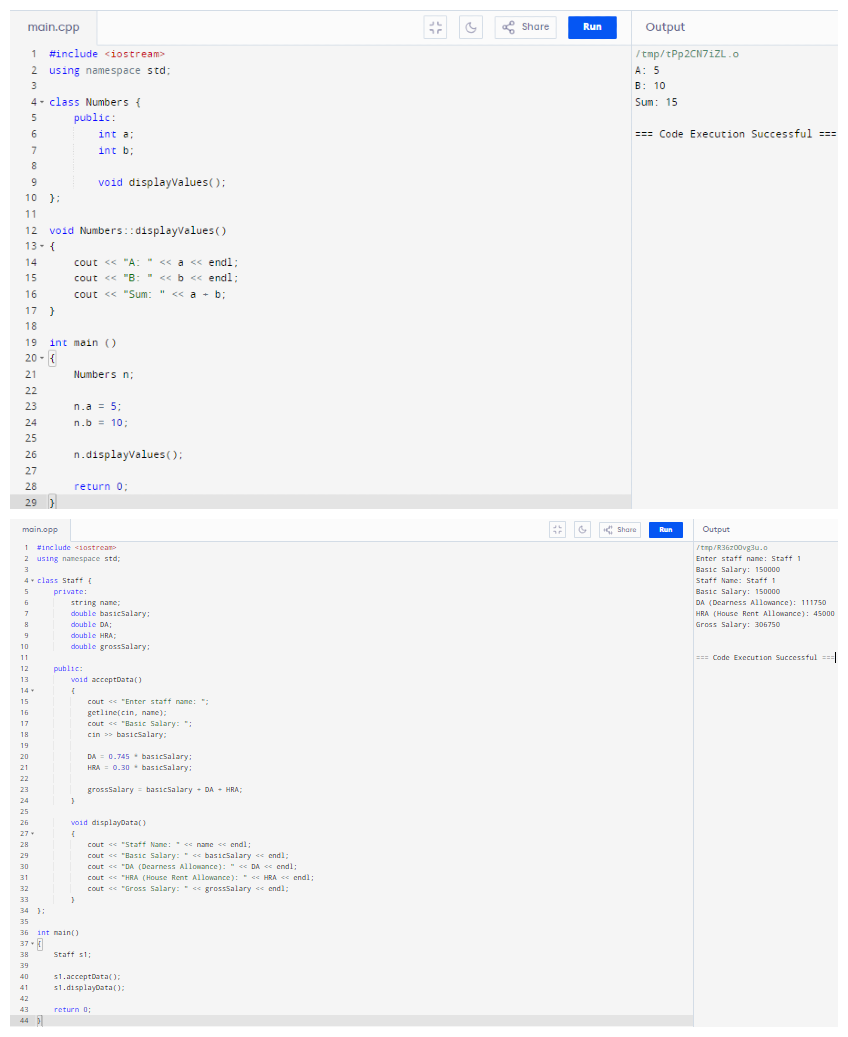 main.cpp Share Run Output
1 #include <iostream>
2 using namespace std;
3
4 class Numbers {
5 public:
6 int a;
7 int b;
8
9 void displayValues();
10 };
11
12 void Numbers::displayValues()
13 {
14 cout << "A: " << a << endl;
15 cout << "B: " << b << endl;
16 cout << "Sum: " << a + b;
17 }
18
19 int main ()
20 {
21 Numbers n;
22
23 n.a = 5;
24 n.b = 10;
25
26 n.displayValues();
27
28 return 0;
29 }
/tmp/tPp2CN7iZL.o
A: 5
B: 10
Sum: 15
=== Code Execution Successful ===
main.cpp Share Run Output
1 #include <iostream>
2 using namespace std;
3
4 class Staff {
5 private:
6 string name;
7 double basicSalary;
8 double DA;
9 double HRA;
10 double grossSalary;
11
12 public:
13 void acceptData()
14 {
15 cout << "Enter staff name: ";
16 getline(cin, name);
17 cout << "Basic Salary: ";
18 cin >> basicSalary;
19
20 DA = 0.745 * basicSalary;
21 HRA = 0.30 * basicSalary;
22
23 grossSalary = basicSalary + DA + HRA;
24 }
25
26 void displayData()
27 {
28 cout << "Staff Name: " << name << endl;
29 cout << "Basic Salary: " << basicSalary << endl;
30 cout << "DA (Dearness Allowance): " << DA << endl;
31 cout << "HRA (House Rent Allowance): " << HRA << endl;
32 cout << "Gross Salary: " << grossSalary << endl;
33 }
34 };
35
36 int main()
37 {
38 Staff s1;
39
40 s1.acceptData();
41 s1.displayData();
42
43 return 0;
44 }
/tmp/R36zO0vg3u.o
Enter staff name: Staff 1
Basic Salary: 150000
Staff Name: Staff 1
Basic Salary: 150000
DA (Dearness Allowance): 111750
HRA (House Rent Allowance): 45000
Gross Salary: 306750
=== Code Execution Successful ===